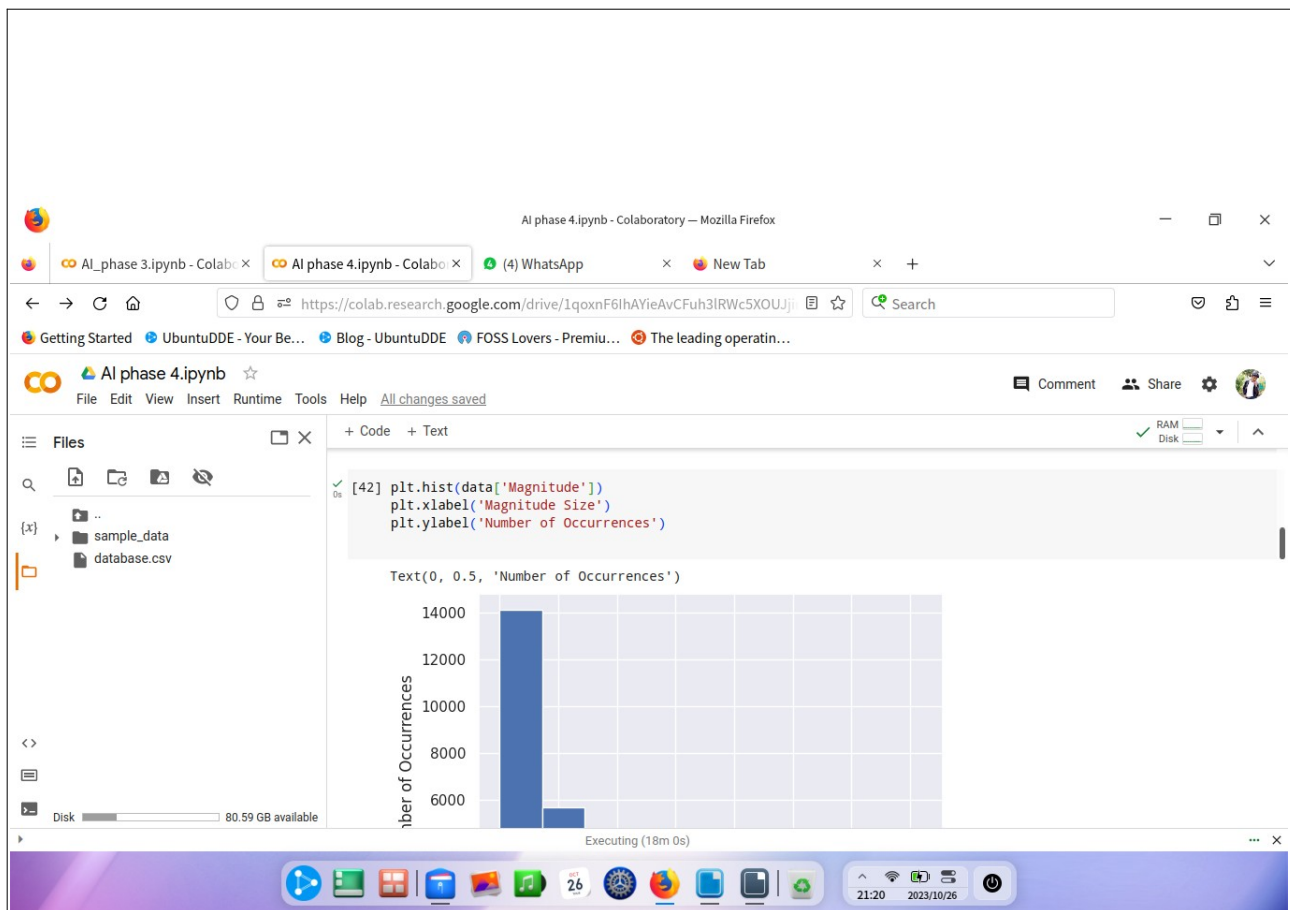 AI phase 4.ipynb - Colaboratory — Mozilla Firefox
AI_phase 3.ipynb - Colabc
AI phase 4.ipynb - Colabo
(4) WhatsApp
New Tab
https://colab.research.google.com/drive/1qoxnF6IhAYieAvCFuh3lRWc5XOUJji
Search
Getting Started
UbuntuDDE - Your Be…
Blog - UbuntuDDE
FOSS Lovers - Premiu…
The leading operatin…
AI phase 4.ipynb
File Edit View Insert Runtime Tools Help All changes saved
Comment
Share
Files
+ Code + Text
RAM
Disk
..
sample_data
database.csv
{x}
0s
[42] plt.hist(data['Magnitude'])
plt.xlabel('Magnitude Size')
plt.ylabel('Number of Occurrences')
Text(0, 0.5, 'Number of Occurrences')
14000
12000
10000
8000
6000
mber of Occurrences
Disk
80.59 GB available
Executing (18m 0s)
OCT
26
21:20
2023/10/26